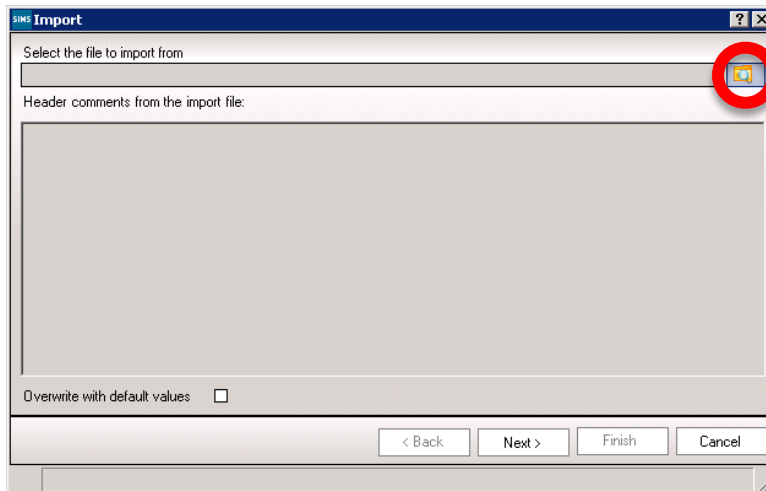 SIMS Import ? X
Select the file to import from
Header comments from the import file:
Overwrite with default values
< Back Next > Finish Cancel